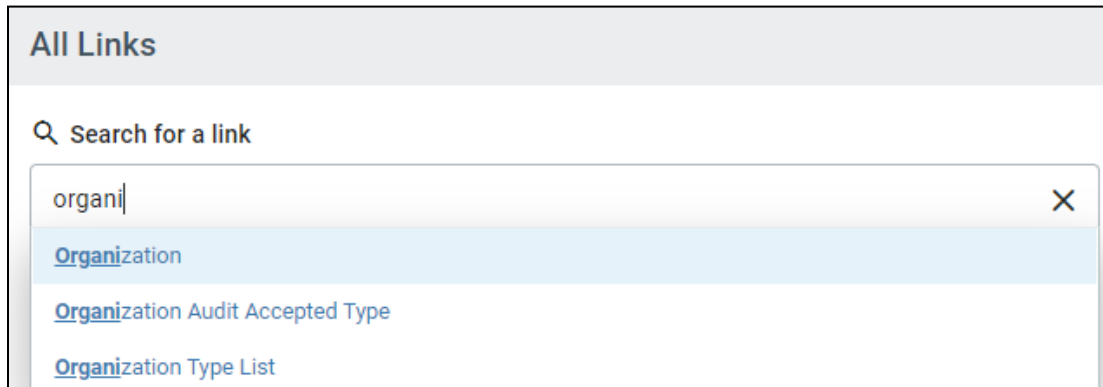 All Links
Search for a link
organi
Organization
Organization Audit Accepted Type
Organization Type List